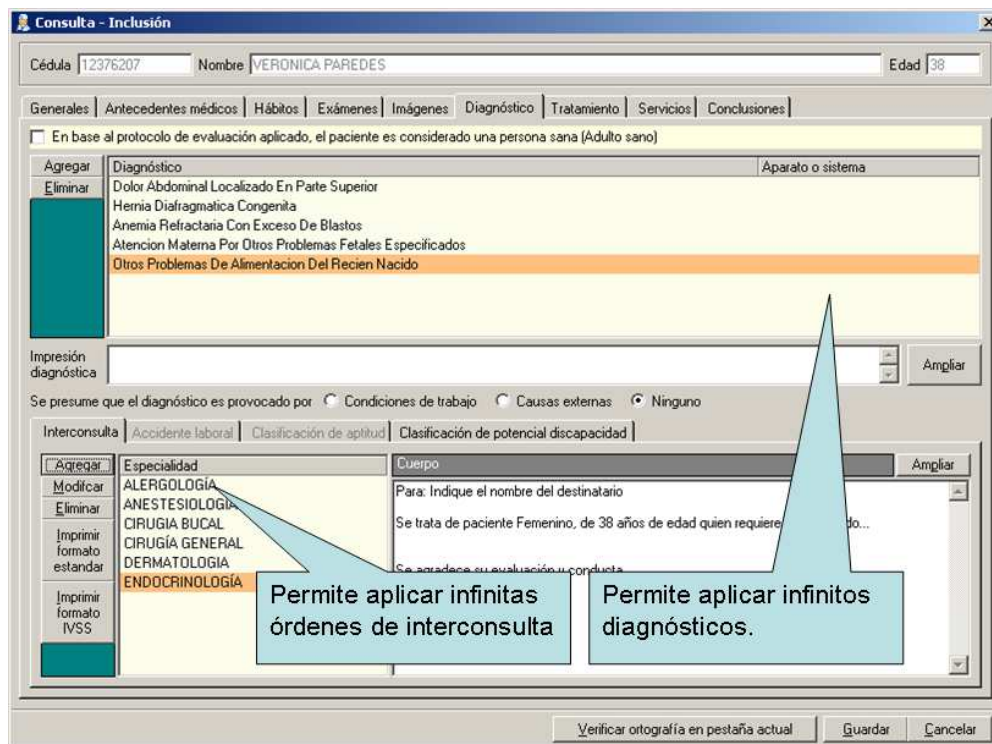 Consulta - Inclusión
Cédula 12376207 Nombre VERONICA PAREDES Edad 38
Generales Antecedentes médicos Hábitos Exámenes Imágenes Diagnóstico Tratamiento Servicios Conclusiones
En base al protocolo de evaluación aplicado, el paciente es considerado una persona sana (Adulto sano)
Agregar Diagnóstico Aparato o sistema
Eliminar Dolor Abdominal Localizado En Parte Superior
Hernia Diafragmatica Congenita
Anemia Refractaria Con Exceso De Blastos
Atencion Materna Por Otros Problemas Fetales Especificados
Otros Problemas De Alimentacion Del Recien Nacido
Impresión
diagnóstica
Ampliar
Se presume que el diagnóstico es provocado por Condiciones de trabajo Causas externas Ninguno
Interconsulta Accidente laboral Clasificación de aptitud Clasificación de potencial discapacidad
Agregar Especialidad Cuerpo Ampliar
Modifcar ALERGOLOGÍA Para: Indique el nombre del destinatario
Eliminar ANESTESIOLOGIA
CIRUGIA BUCAL Se trata de paciente Femenino, de 38 años de edad quien requiere
Imprimir
formato
estandar
CIRUGÍA GENERAL
DERMATOLOGIA
ENDOCRINOLOGÍA
Se agradece su evaluación y conducta
Imprimir
formato
IVSS
Permite aplicar infinitas
órdenes de interconsulta
Permite aplicar infinitos
diagnósticos.
Verificar ortografía en pestaña actual Guardar Cancelar